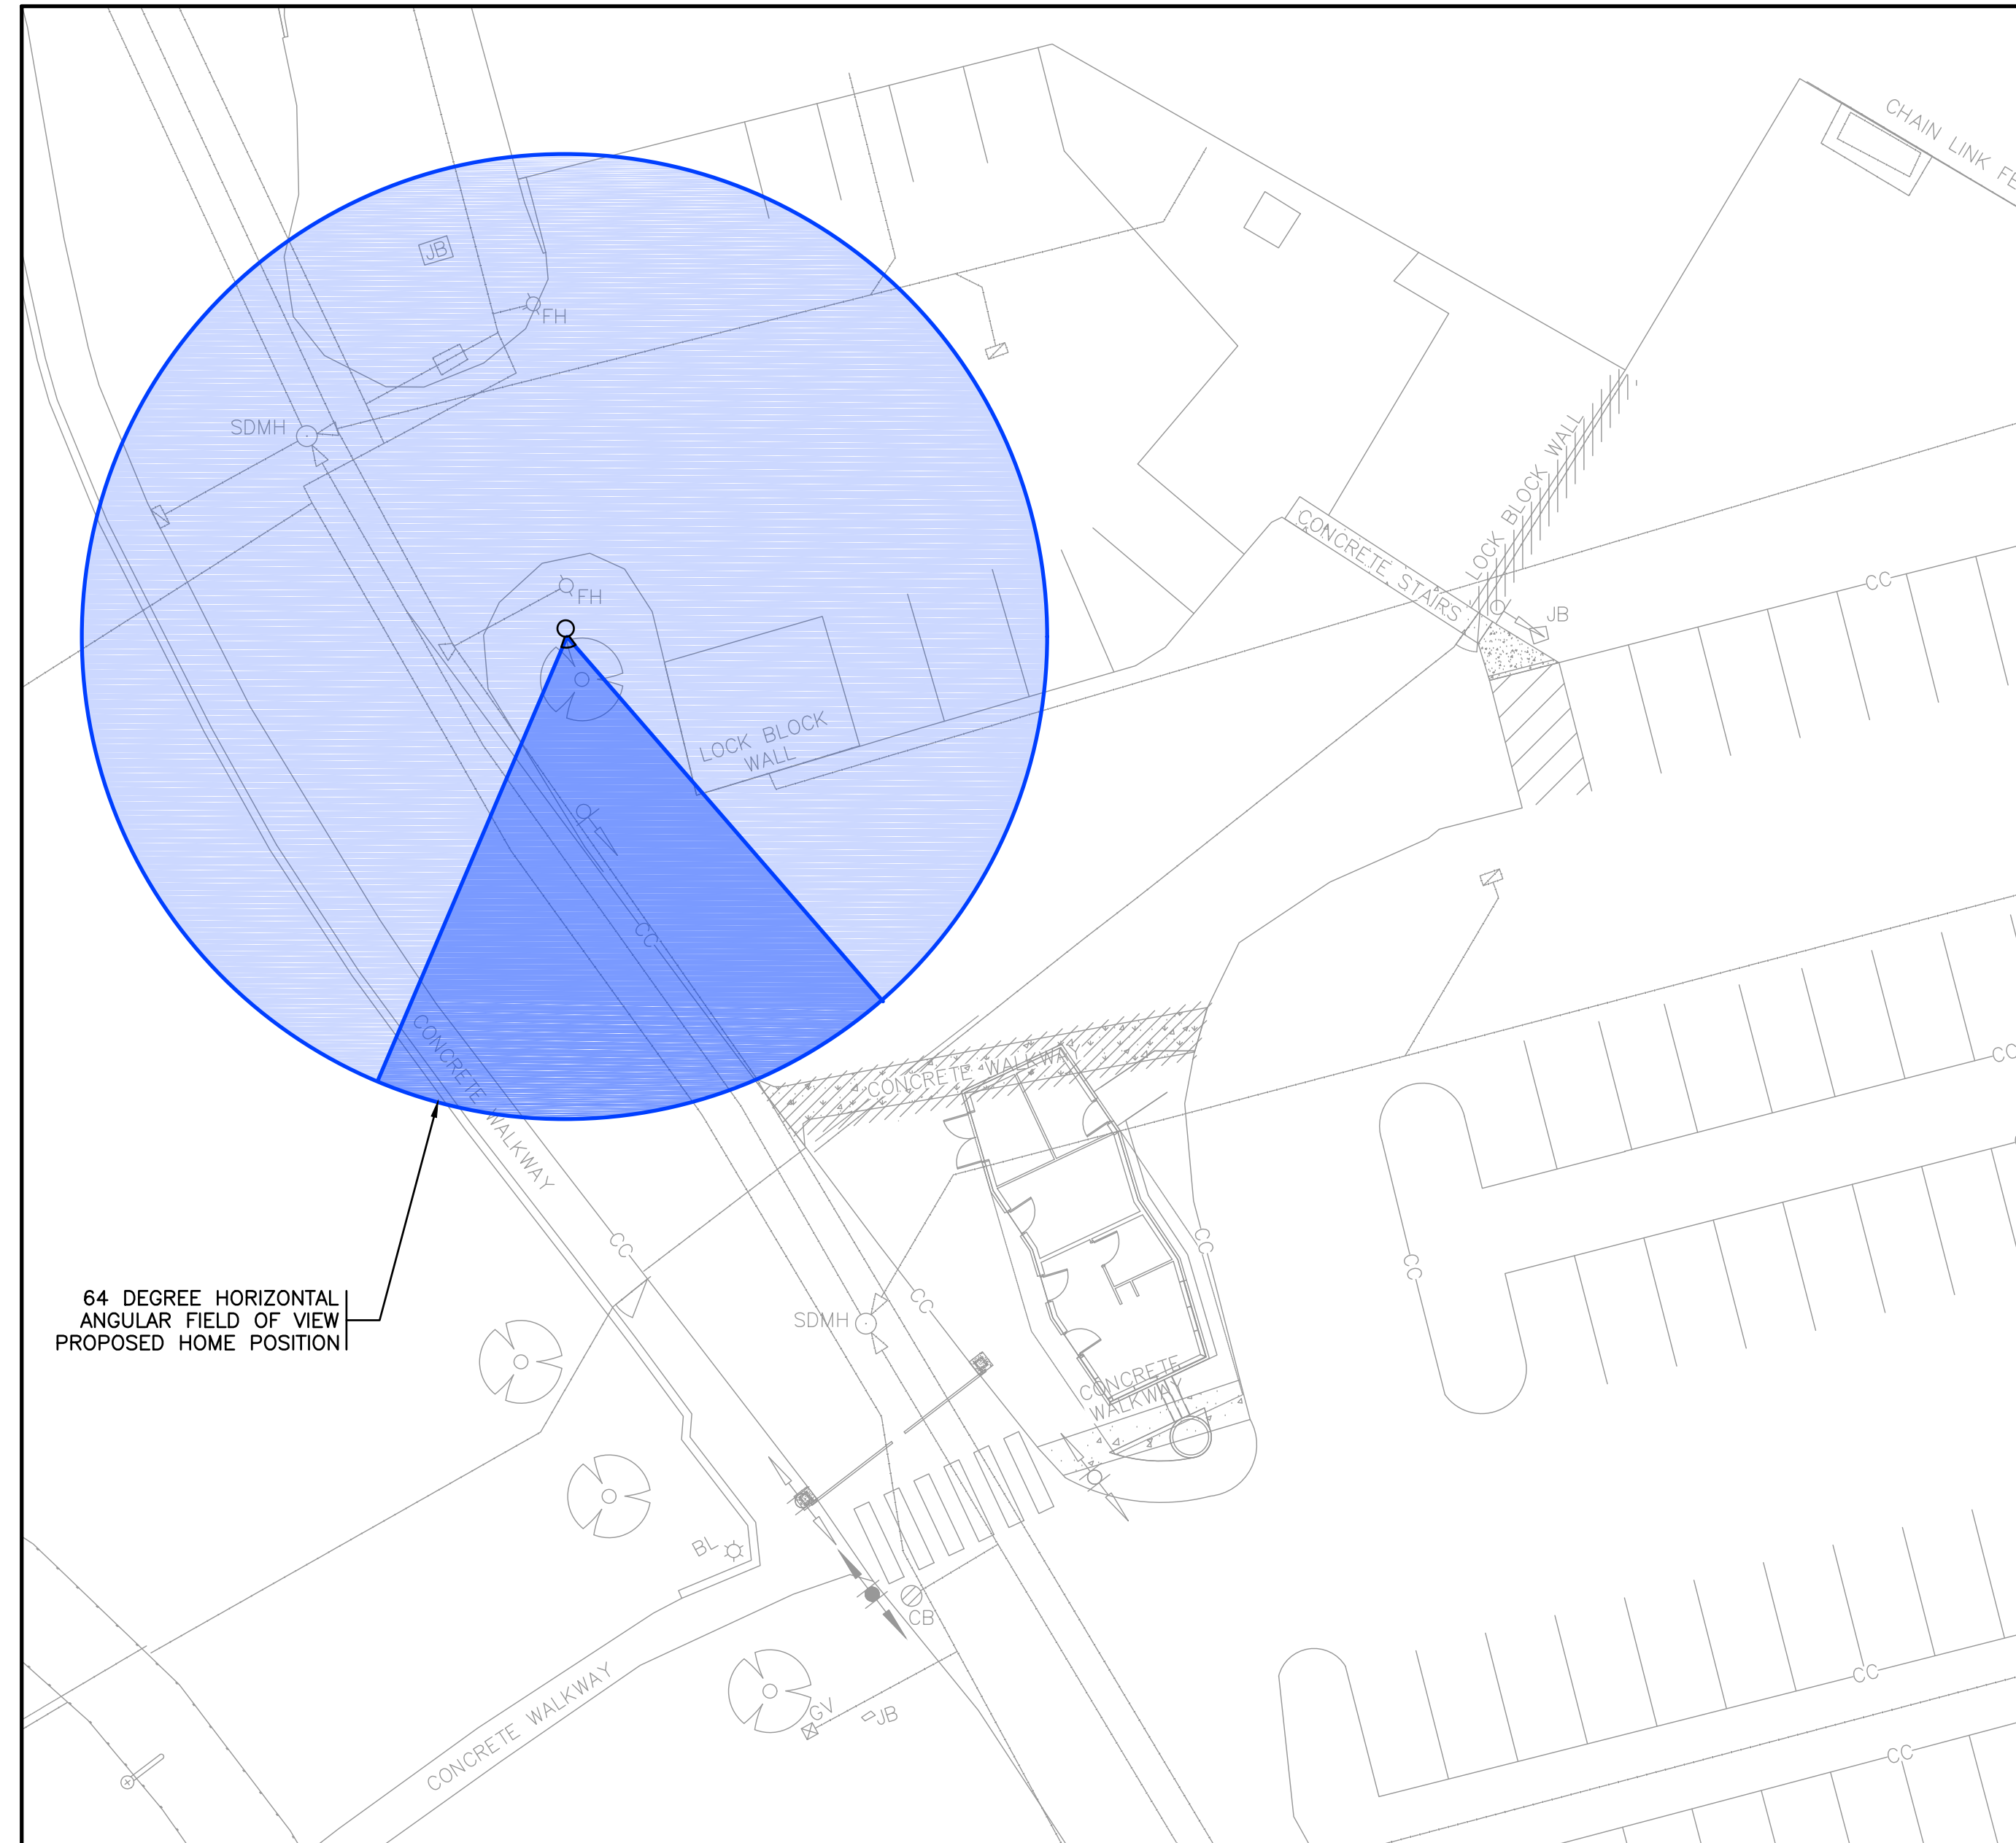 CHAIN LINK FE
JB
FH
SDMH
LOCK BLOCK WALL
CONCRETE STAIRS
CC
JB
FH
LOCK BLOCK
WALL
CC
CONCRETE WALKWAY
CONCRETE WALKWAY
CC
CC
CC
CC
64 DEGREE HORIZONTAL
ANGULAR FIELD OF VIEW
PROPOSED HOME POSITION
SDMH
CC
CONCRETE
WALKWAY
BL
CB
CONCRETE WALKWAY
GV
JB
CC
CC